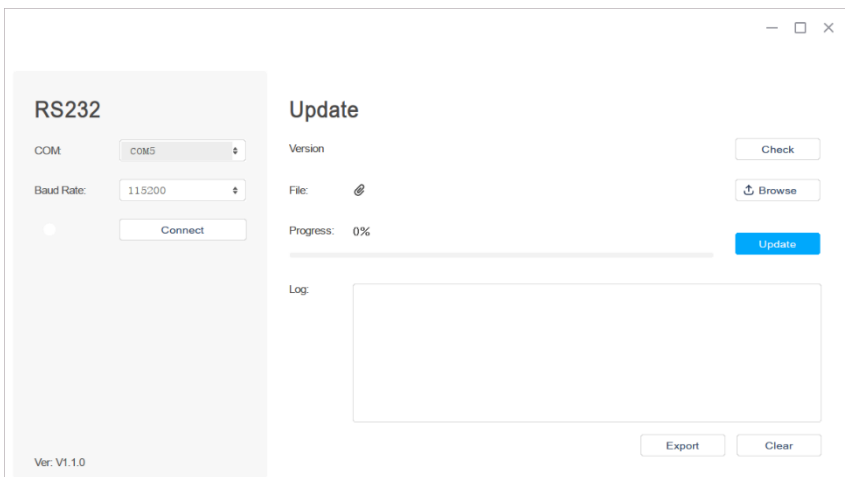 RS232
COM:
COM5
Baud Rate:
115200
Connect
Ver: V1.1.0
Update
Version
Check
File:
Browse
Progress:
0%
Update
Log:
Export
Clear